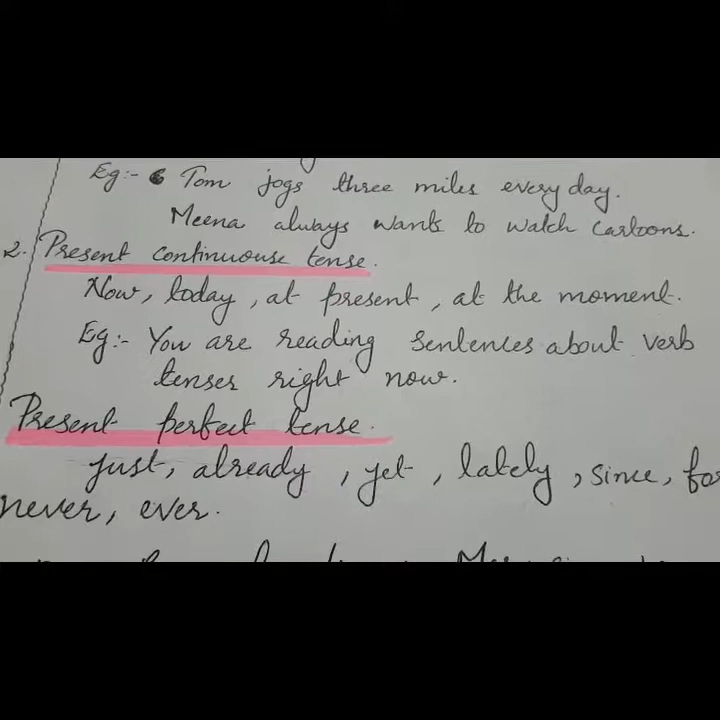 Eg:- Tom jogs three miles every day.
Meena always wants to watch cartoons.
2. Present continuouse tense.
Now, today, at present, at the moment.
Eg:- You are reading sentences about verb
tenses right now.
Present perfect tense.
Just, already, yet, lately, since, for
never, ever.